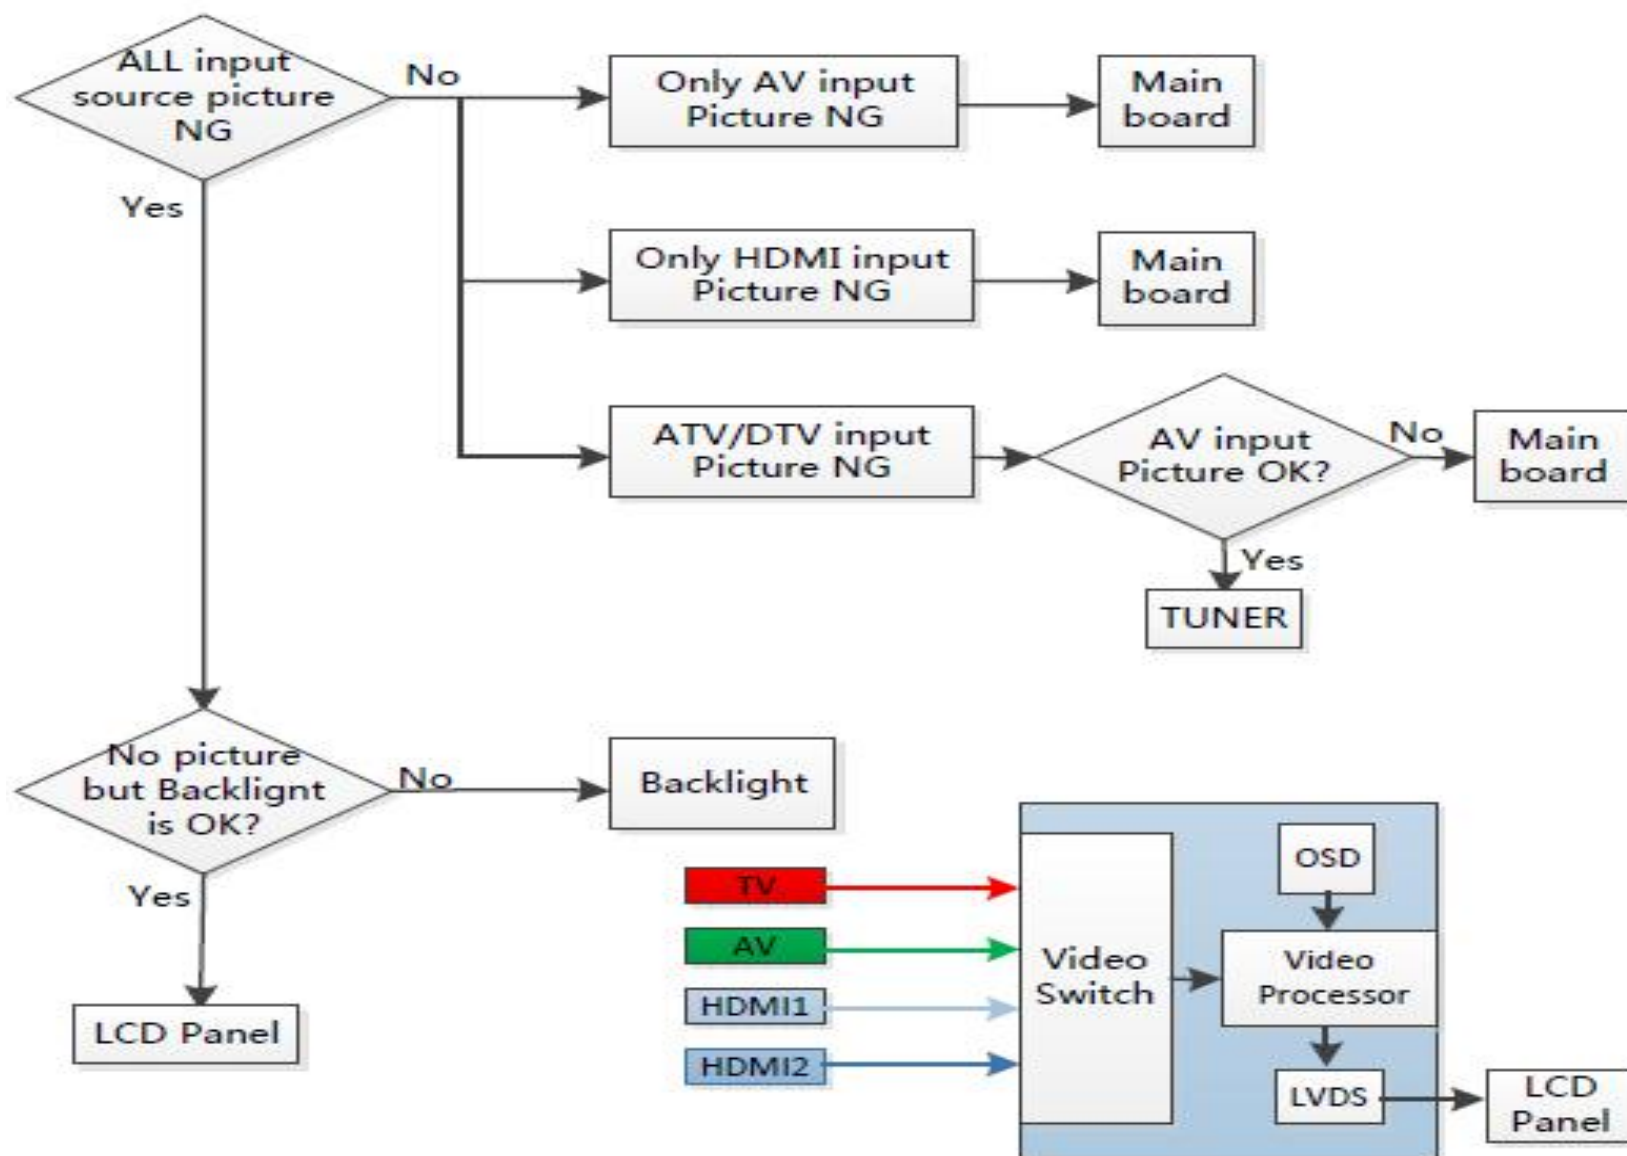 ALL input
source picture
NG
No
Only AV input
Picture NG
Main
board
Yes
Only HDMI input
Picture NG
Main
board
ATV/DTV input
Picture NG
AV input
Picture OK?
No
Main
board
Yes
TUNER
No picture
but Backlignt
is OK?
No
Backlight
Yes
LCD Panel
TV
AV
HDMI1
HDMI2
Video
Switch
OSD
Video
Processor
LVDS
LCD
Panel